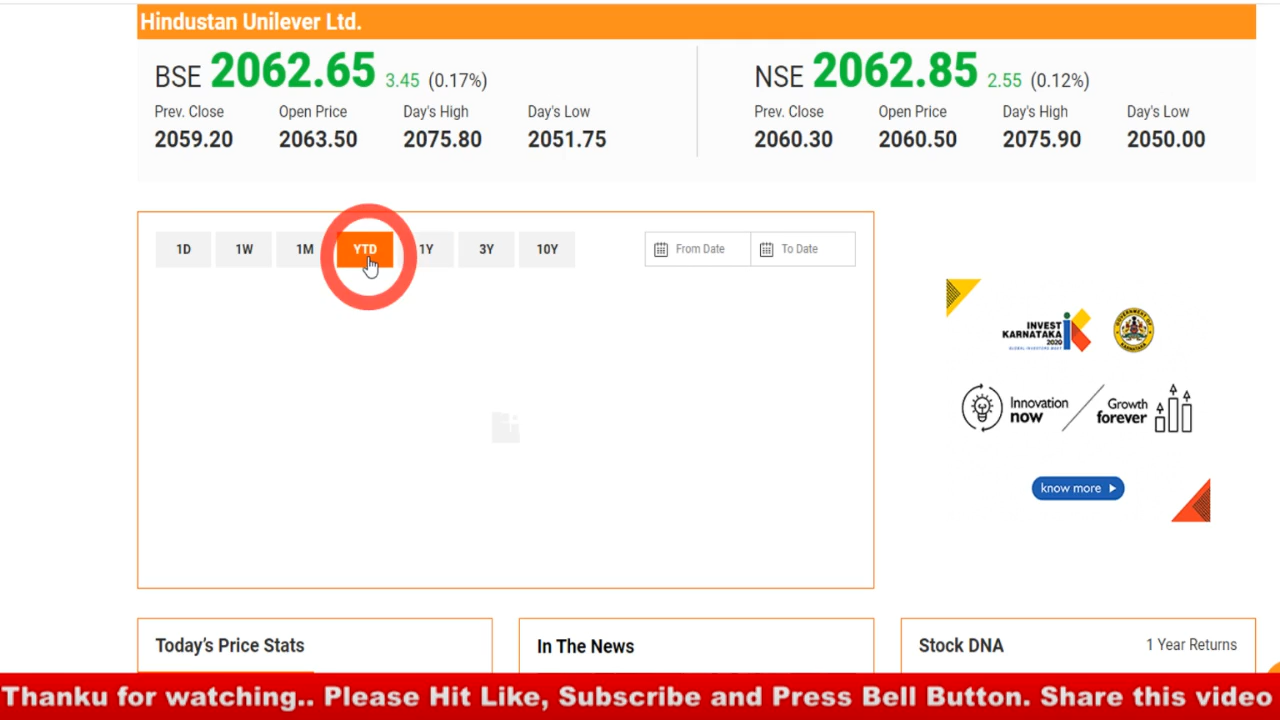 Hindustan Unilever Ltd.
BSE 2062.65 3.45 (0.17%)
Prev. Close Open Price Day's High Day's Low
2059.20 2063.50 2075.80 2051.75
NSE 2062.85 2.55 (0.12%)
Prev. Close Open Price Day's High Day's Low
2060.30 2060.50 2075.90 2050.00
1D 1W 1M YTD 1Y 3Y 10Y From Date To Date
INVEST
KARNATAKA
2020
GLOBAL INVESTORS MEET
Innovation
now
Growth
forever
know more
Today's Price Stats
In The News
Stock DNA 1 Year Returns
Thanku for watching.. Please Hit Like, Subscribe and Press Bell Button. Share this video